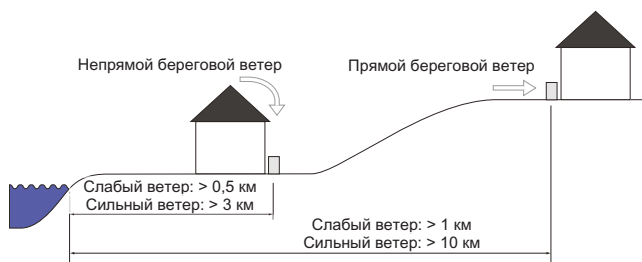 Непрямой береговой ветер
Прямой береговой ветер
Слабый ветер: > 0,5 км
Сильный ветер: > 3 км
Слабый ветер: > 1 км
Сильный ветер: > 10 км